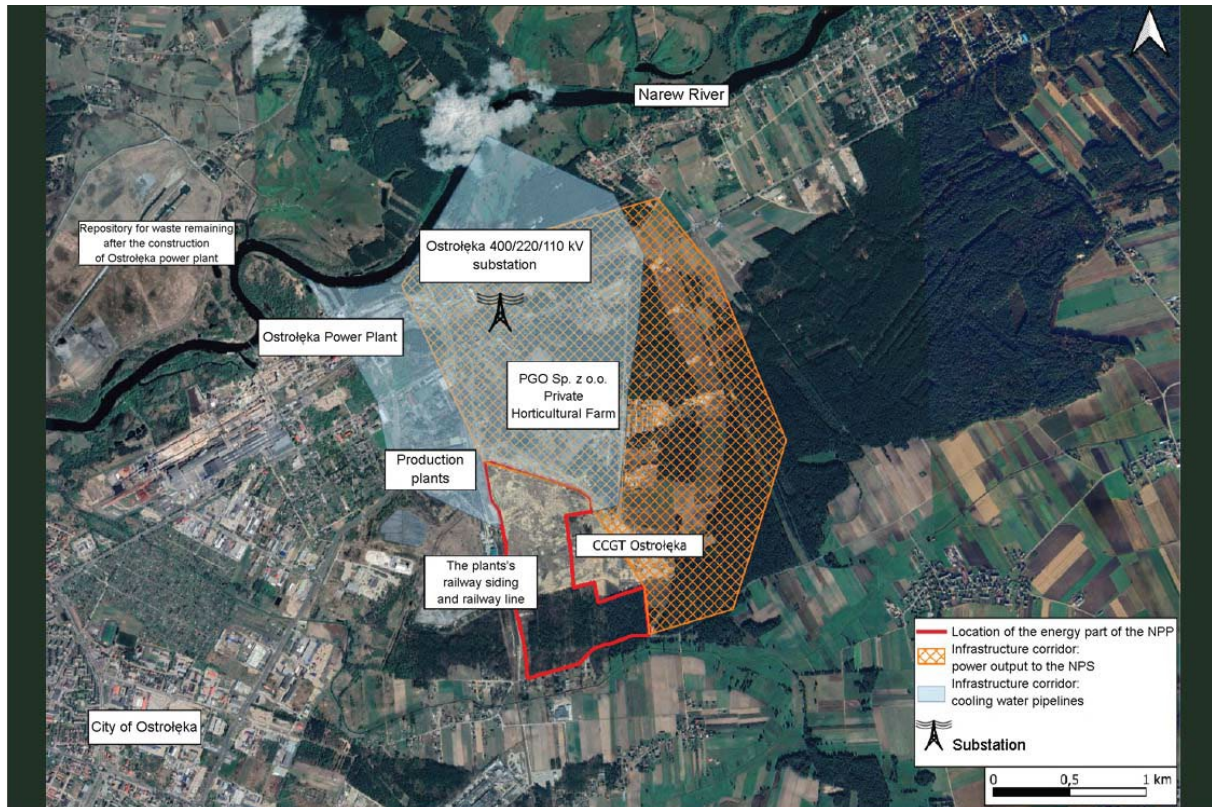 Narew River
Repository for waste remaining
after the construction
of Ostrołęka power plant
Ostrołęka 400/220/110 kV
substation
Ostrołęka Power Plant
PGO Sp. z o.o.
Private
Horticultural Farm
Production
plants
CCGT Ostrołęka
The plants's
railway siding
and railway line
City of Ostrołęka
Location of the energy part of the NPP
Infrastructure corridor:
power output to the NPS
Infrastructure corridor:
cooling water pipelines
Substation
0 0,5 1 km